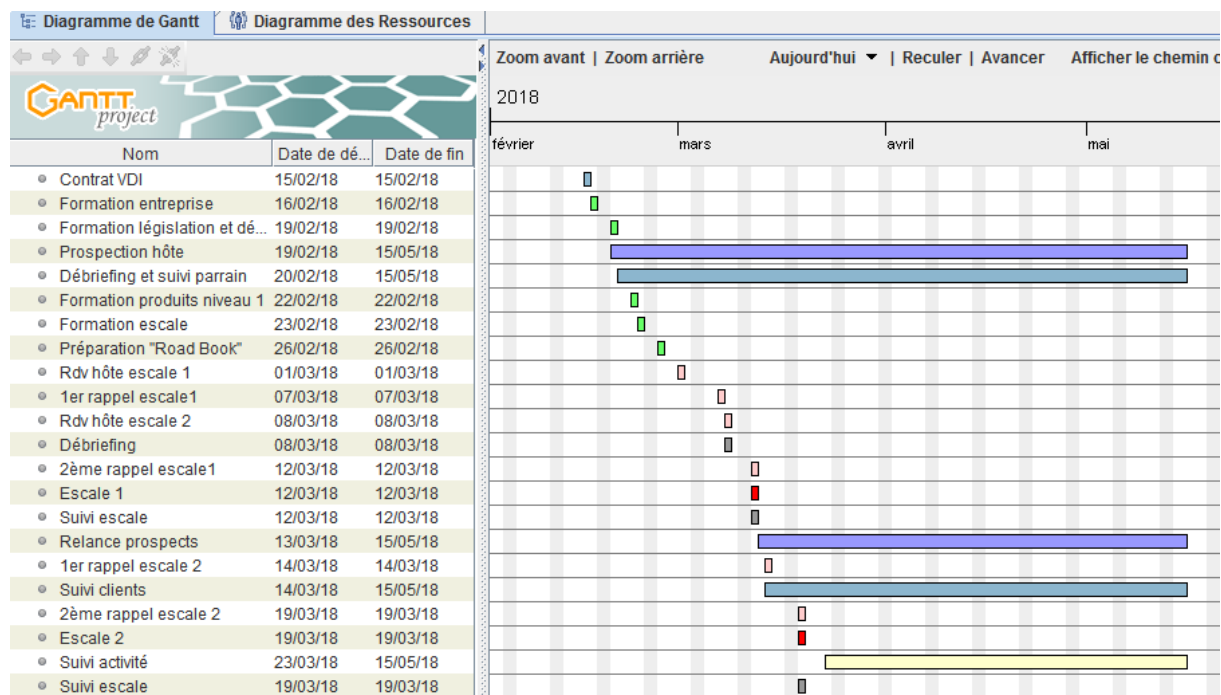 Diagramme de Gantt Diagramme des Ressources
Zoom avant | Zoom arrière Aujourd'hui | Reculer | Avancer Afficher le chemin c
GANTT project
2018
février mars avril mai
Nom Date de dé... Date de fin
Contrat VDI 15/02/18 15/02/18
Formation entreprise 16/02/18 16/02/18
Formation législation et dé... 19/02/18 19/02/18
Prospection hôte 19/02/18 15/05/18
Débriefing et suivi parrain 20/02/18 15/05/18
Formation produits niveau 1 22/02/18 22/02/18
Formation escale 23/02/18 23/02/18
Préparation "Road Book" 26/02/18 26/02/18
Rdv hôte escale 1 01/03/18 01/03/18
1er rappel escale1 07/03/18 07/03/18
Rdv hôte escale 2 08/03/18 08/03/18
Débriefing 08/03/18 08/03/18
2ème rappel escale1 12/03/18 12/03/18
Escale 1 12/03/18 12/03/18
Suivi escale 12/03/18 12/03/18
Relance prospects 13/03/18 15/05/18
1er rappel escale 2 14/03/18 14/03/18
Suivi clients 14/03/18 15/05/18
2ème rappel escale 2 19/03/18 19/03/18
Escale 2 19/03/18 19/03/18
Suivi activité 23/03/18 15/05/18
Suivi escale 19/03/18 19/03/18